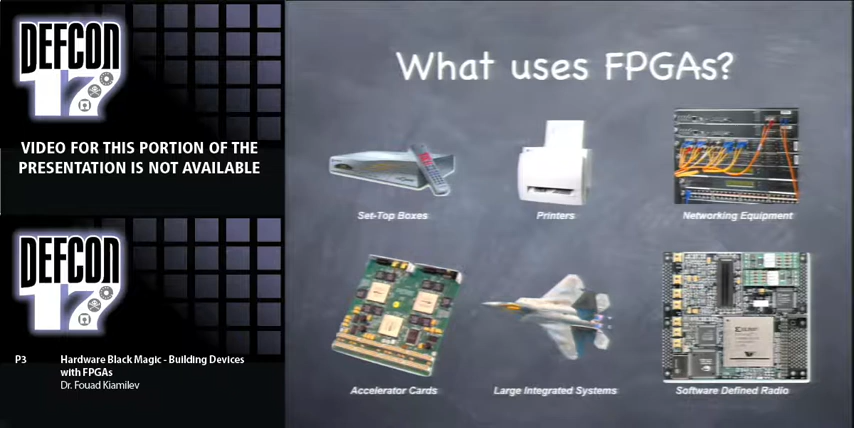 DEFCON
17
VIDEO FOR THIS PORTION OF THE
PRESENTATION IS NOT AVAILABLE
DEFCON
17
P3 Hardware Black Magic - Building Devices
with FPGAs
Dr. Fouad Kiamilev
What uses FPGAs?
Set-Top Boxes
Printers
Networking Equipment
Accelerator Cards
Large Integrated Systems
Software Defined Radio
XILINX